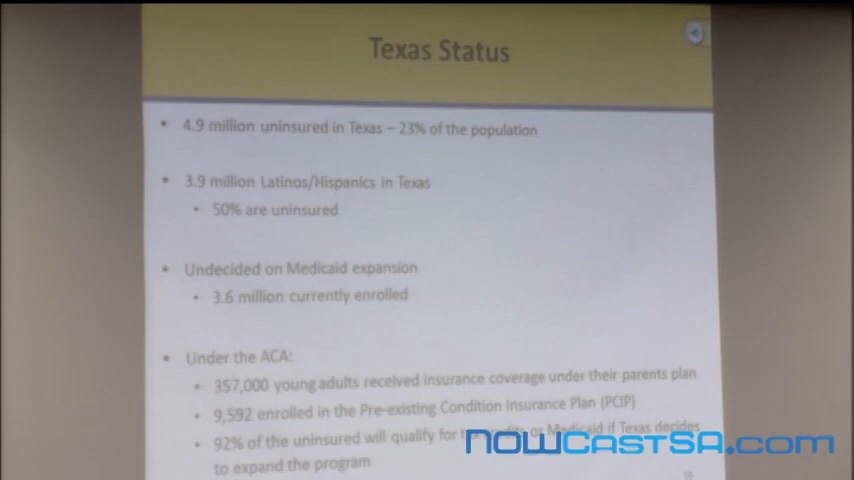 Texas Status
• 4.9 million uninsured in Texas – 23% of the population
• 3.9 million Latinos/Hispanics in Texas
• 50% are uninsured
• Undecided on Medicaid expansion
• 3.6 million currently enrolled
• Under the ACA:
• 357,000 young adults received insurance coverage under their parents plan
• 9,592 enrolled in the Pre-existing Condition Insurance Plan (PCIP)
• 92% of the uninsured will qualify for tax credits or Medicaid if Texas decides
to expand the program
nowcastsa.com